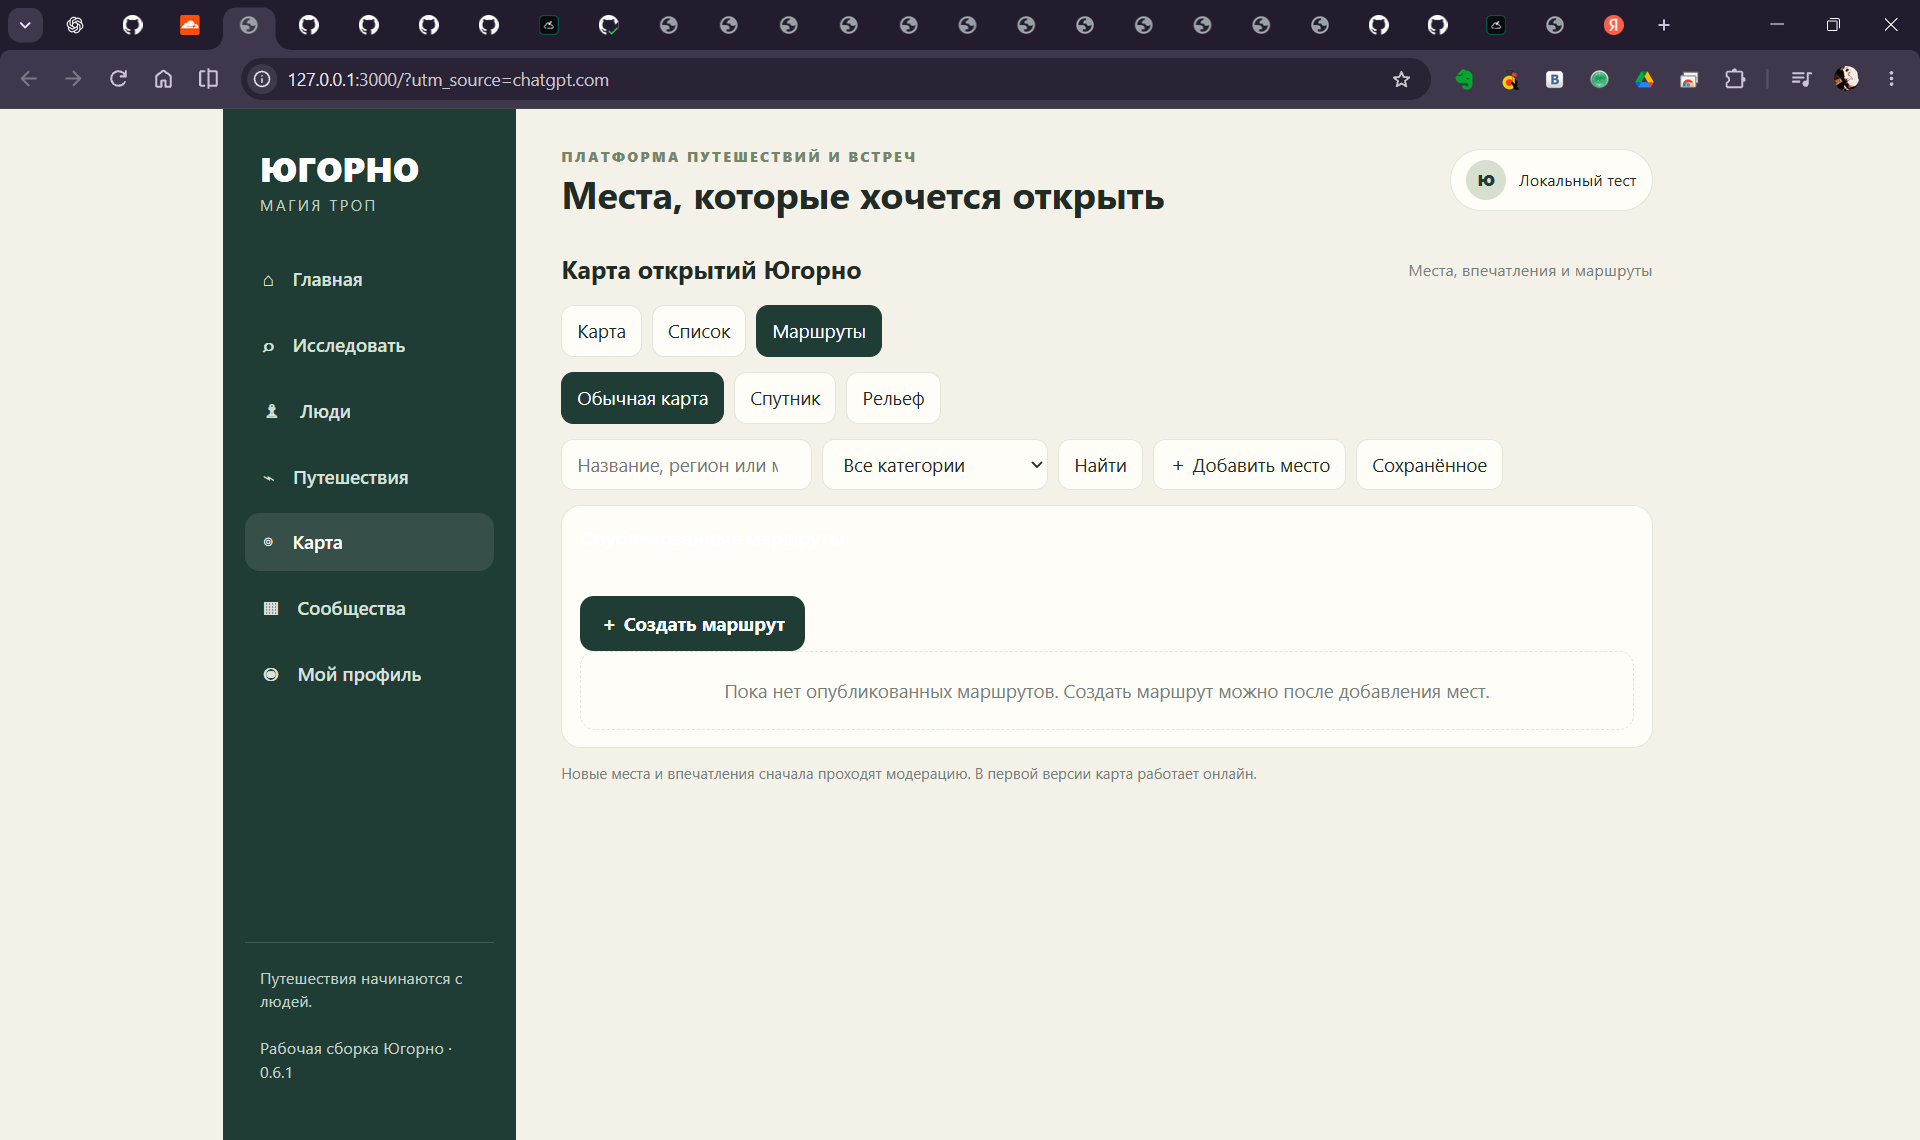 127.0.0.1:3000/?utm_source=chatgpt.com
ЮГОРНО
МАГИЯ ТРОП
Главная
Исследовать
Люди
Путешествия
Карта
Сообщества
Мой профиль
Путешествия начинаются с
людей.
Рабочая сборка Югорно ·
0.6.1
ПЛАТФОРМА ПУТЕШЕСТВИЙ И ВСТРЕЧ
Места, которые хочется открыть
Ю Локальный тест
Карта открытий Югорно
Места, впечатления и маршруты
Карта Список Маршруты
Обычная карта Спутник Рельеф
Название, регион или Все категории Найти + Добавить место Сохранённое
+ Создать маршрут
Пока нет опубликованных маршрутов. Создать маршрут можно после добавления мест.
Новые места и впечатления сначала проходят модерацию. В первой версии карта работает онлайн.